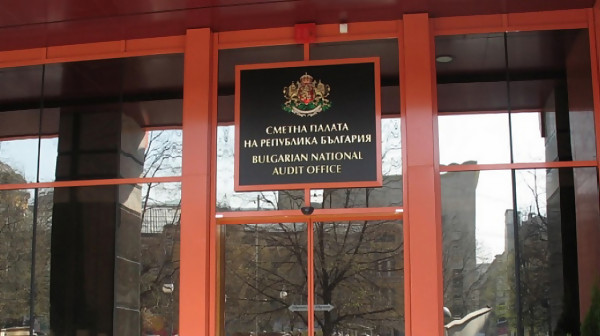 СМЕТНА ПАЛАТА
НА РЕПУБЛИКА БЪЛГАРИЯ
BULGARIAN NATIONAL
AUDIT OFFICE